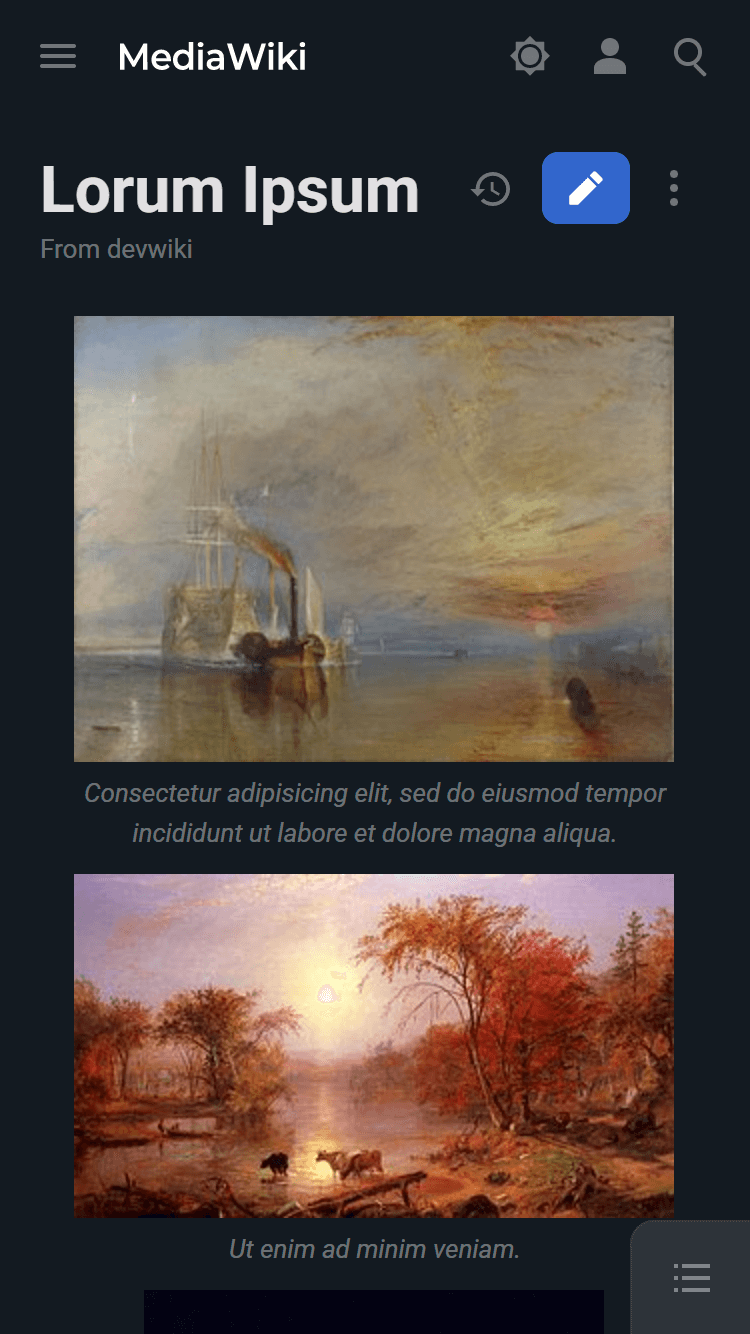 MediaWiki
Lorum Ipsum
From devwiki
Consectetur adipisicing elit, sed do eiusmod tempor
incididunt ut labore et dolore magna aliqua.
Ut enim ad minim veniam.